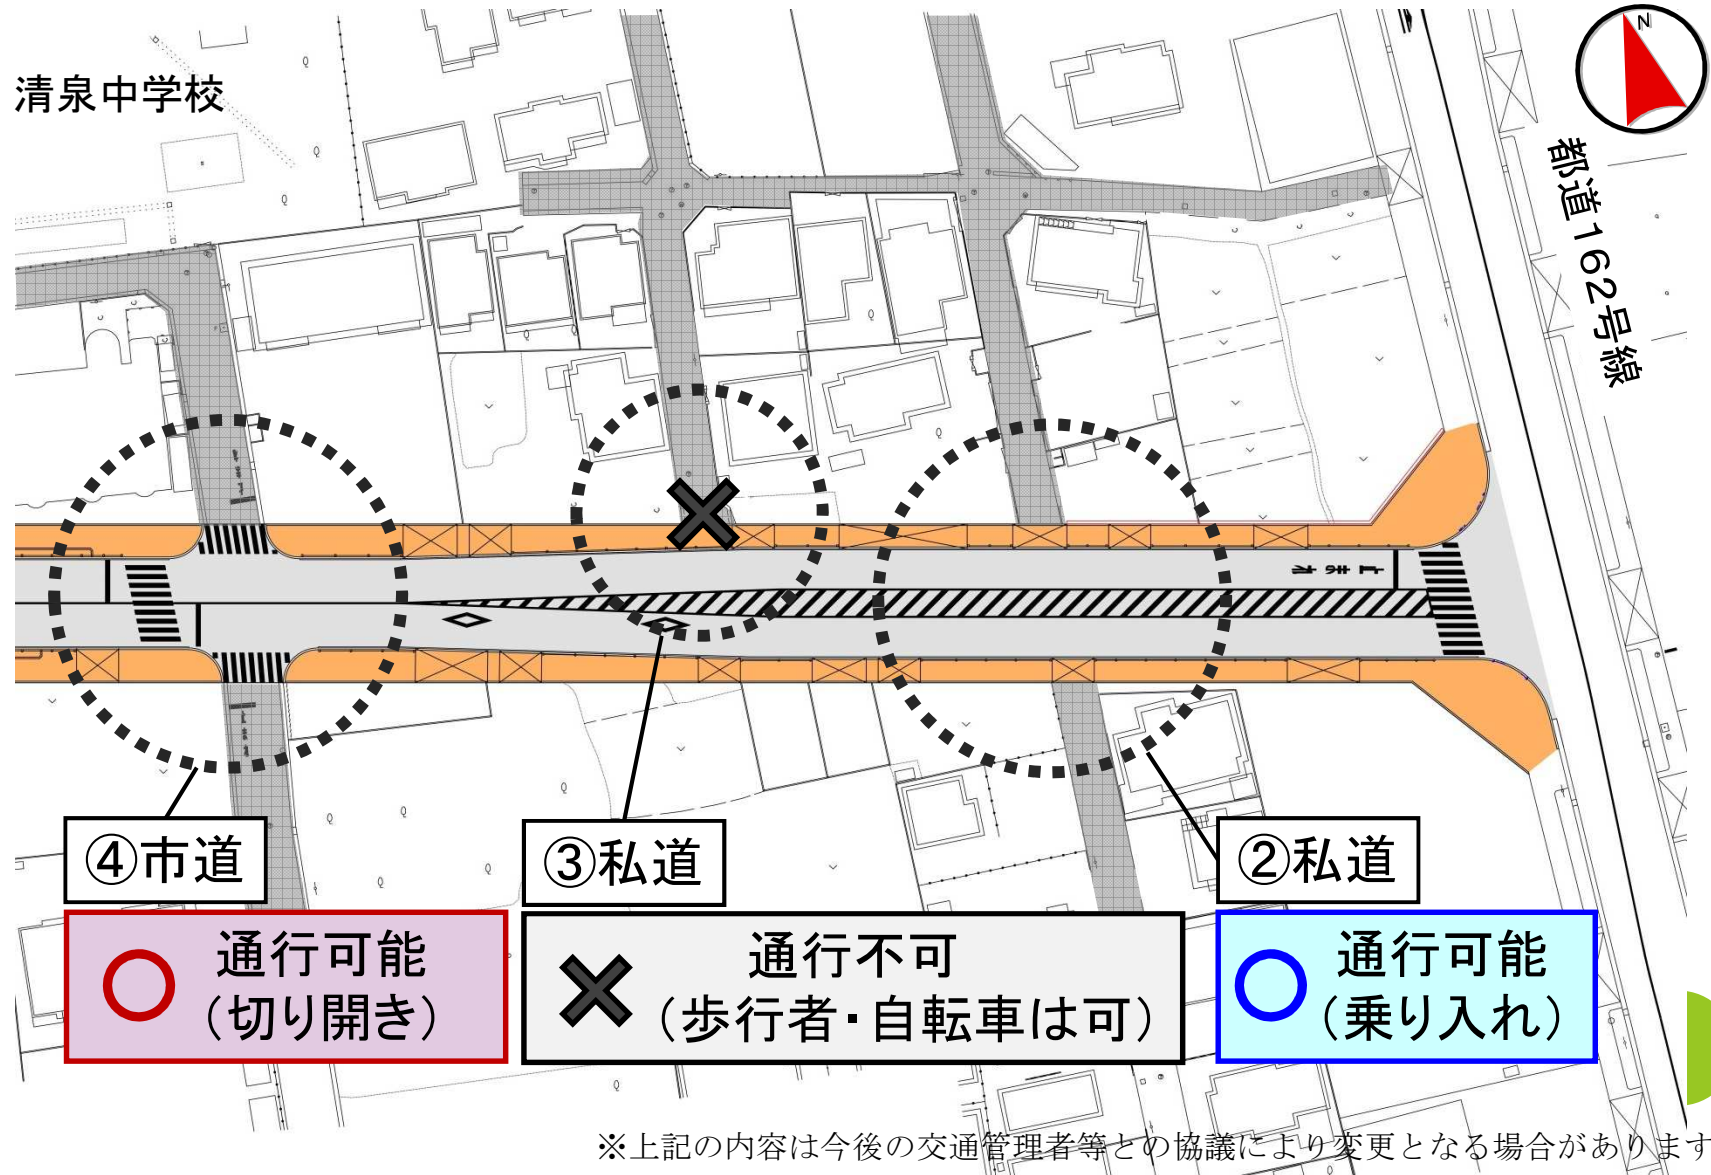 N
清泉中学校
都道162号線
④市道
③私道
②私道
通行可能
（切り開き）
通行不可
（歩行者・自転車は可）
通行可能
（乗り入れ）
※上記の内容は今後の交通管理者等との協議により変更となる場合があります